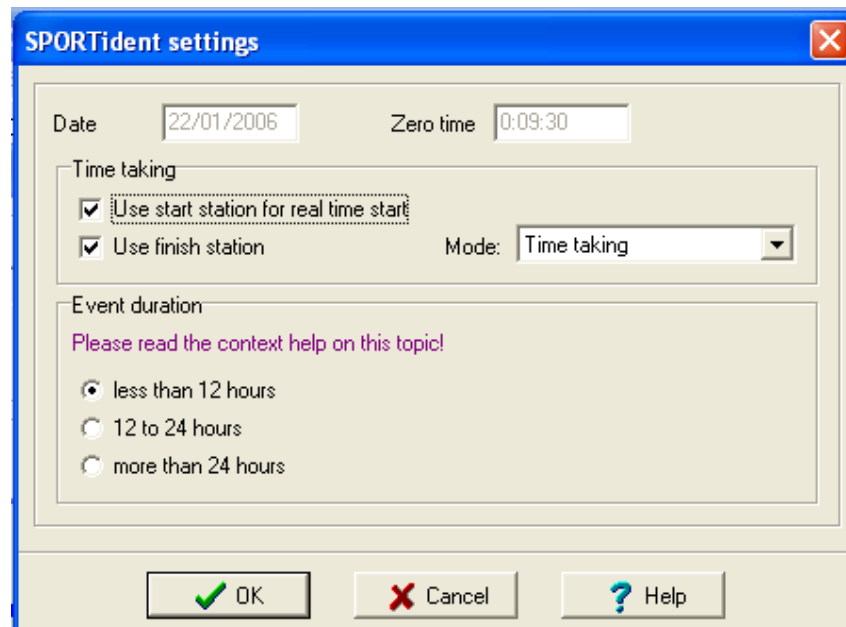 SPORTident settings
Date 22/01/2006 Zero time 0:09:30
Time taking
Use start station for real time start
Use finish station Mode: Time taking
Event duration
Please read the context help on this topic!
less than 12 hours
12 to 24 hours
more than 24 hours
OK Cancel ? Help